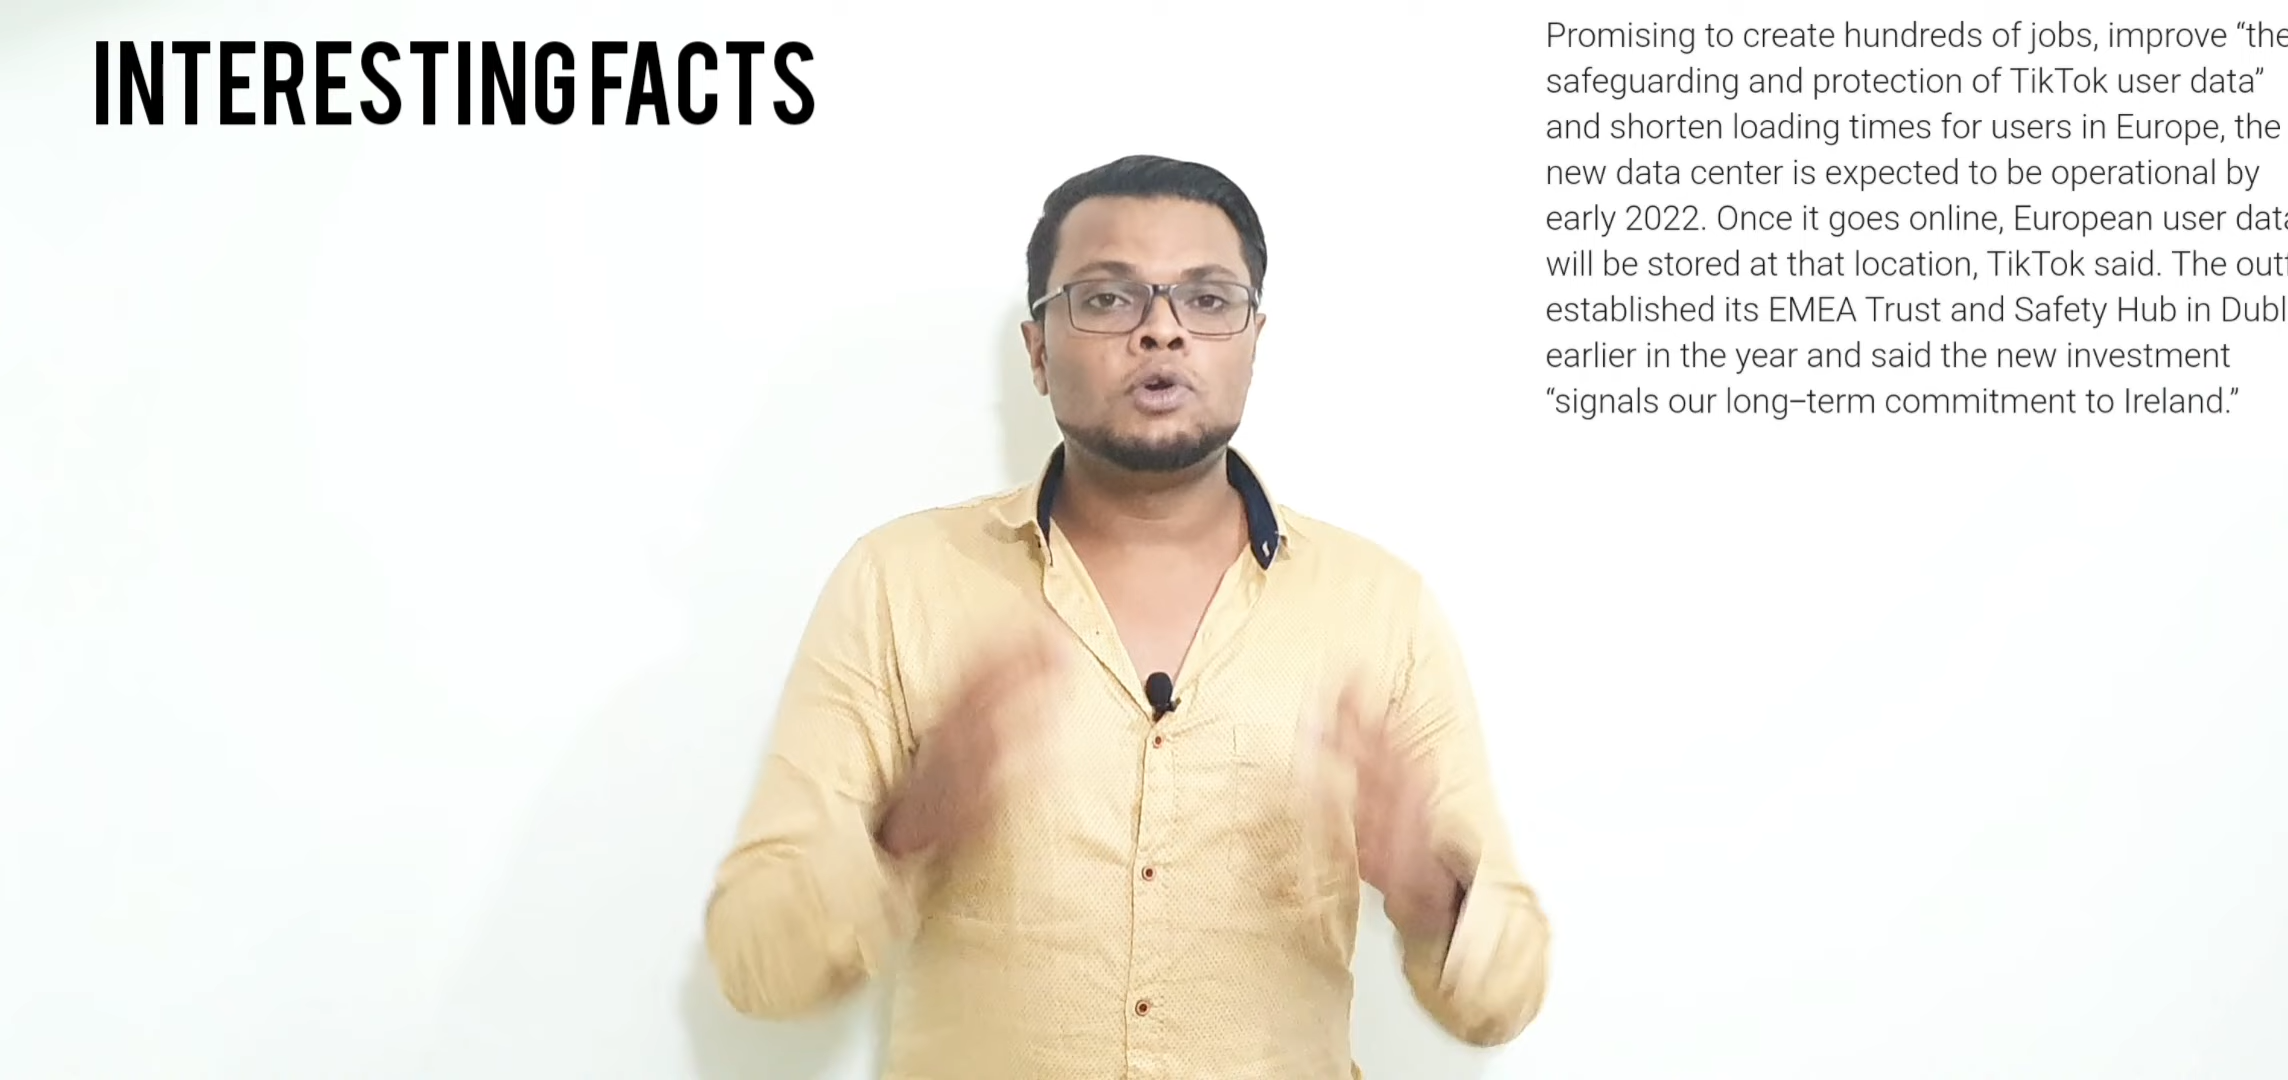 INTERESTING FACTS
Promising to create hundreds of jobs, improve “the
safeguarding and protection of TikTok user data”
and shorten loading times for users in Europe, the
new data center is expected to be operational by
early 2022. Once it goes online, European user data
will be stored at that location, TikTok said. The
established its EMEA Trust and Safety Hub in
earlier in the year and said the new investment
“signals our long–term commitment to Ireland.”